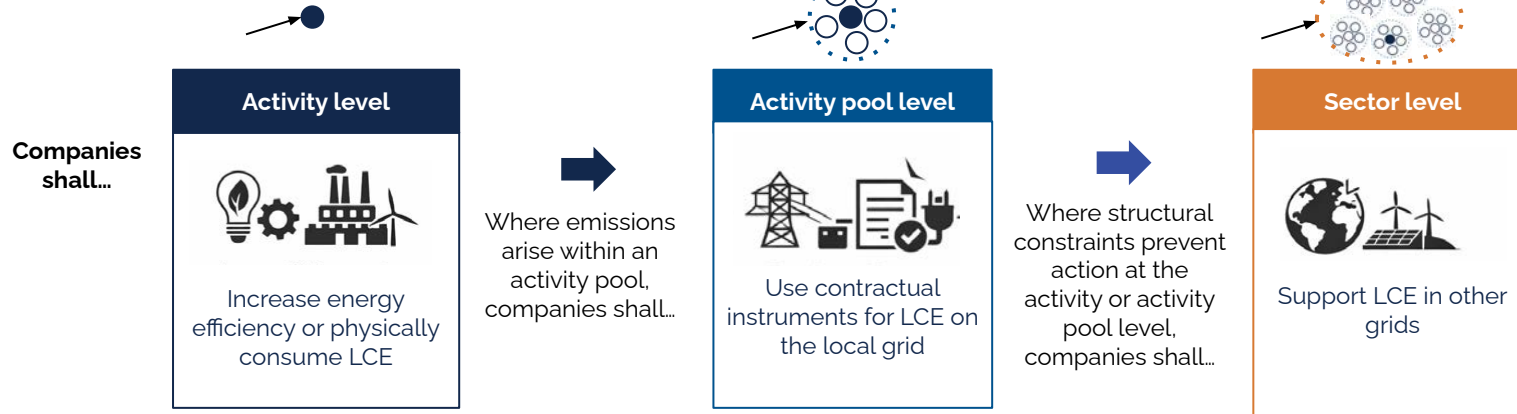 Companies
shall...
Activity level
Increase energy
efficiency or physically
consume LCE
Where emissions
arise within an
activity pool,
companies shall...
Activity pool level
Use contractual
instruments for LCE on
the local grid
Where structural
constraints prevent
action at the
activity or activity
pool level,
companies shall...
Sector level
Support LCE in other
grids